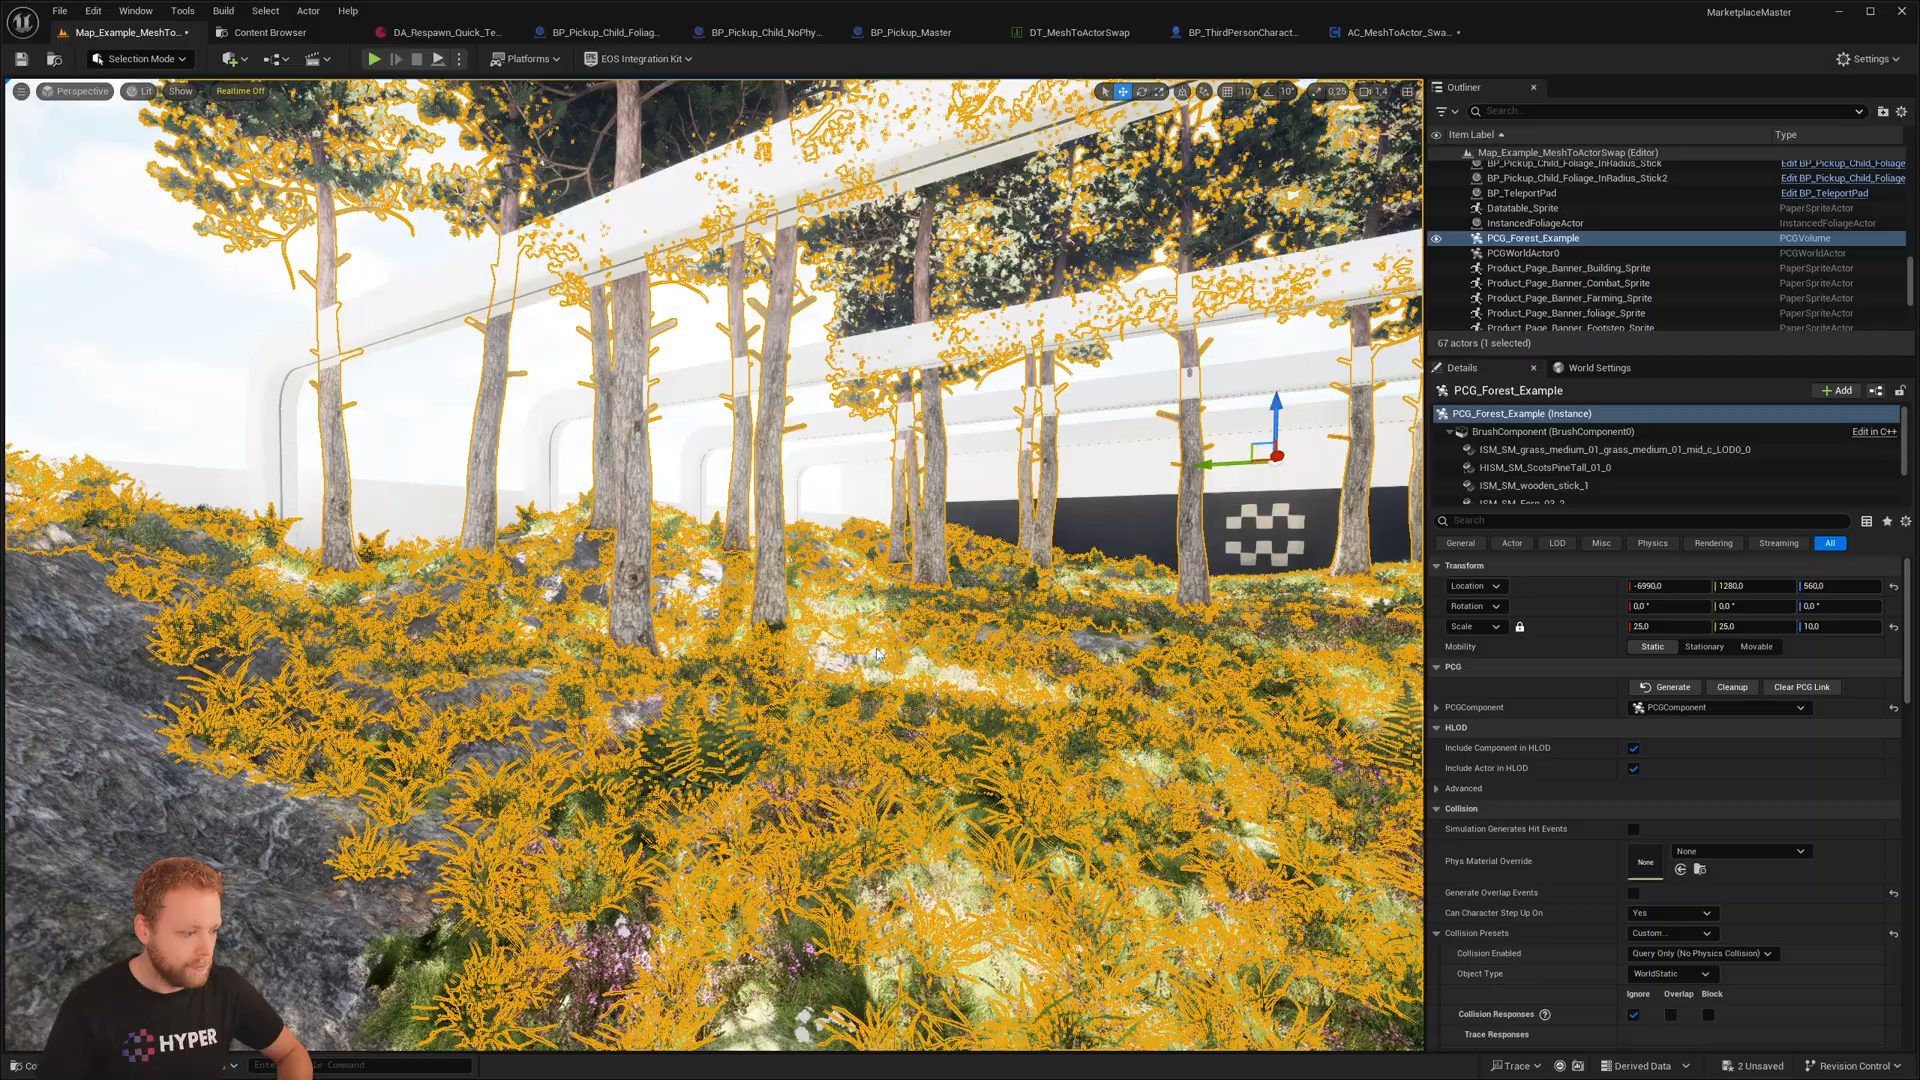 File Edit Window Tools Build Select Actor Help
MarketplaceMaster
Map_Example_MeshTo...
Content Browser
DA_Respawn_Quick_Te...
BP_Pickup_Child_Foliag...
BP_Pickup_Child_NoPhy...
BP_Pickup_Master
DT_MeshToActorSwap
BP_ThirdPersonCharact...
AC_MeshToActor_Swa...
Selection Mode
Platforms
EOS Integration Kit
Settings
Perspective
Lit
Show
Realtime Off
10
10°
0,25
1,4
Outliner
Search...
Item Label
Type
Map_Example_MeshToActorSwap (Editor)
BP_Pickup_Child_Foliage_InRadius_Stick Edit BP_Pickup_Child_Foliage
BP_Pickup_Child_Foliage_InRadius_Stick2 Edit BP_Pickup_Child_Foliage
BP_TeleportPad Edit BP_TeleportPad
Datatable_Sprite PaperSpriteActor
InstancedFoliageActor InstancedFoliageActor
PCG_Forest_Example PCGVolume
PCGWorldActor0 PCGWorldActor
Product_Page_Banner_Building_Sprite PaperSpriteActor
Product_Page_Banner_Combat_Sprite PaperSpriteActor
Product_Page_Banner_Farming_Sprite PaperSpriteActor
Product_Page_Banner_foliage_Sprite PaperSpriteActor
Product_Page_Banner_Footstep_Sprite PaperSpriteActor
67 actors (1 selected)
Details
World Settings
PCG_Forest_Example
Add
PCG_Forest_Example (Instance)
BrushComponent (BrushComponent0) Edit in C++
ISM_SM_grass_medium_01_grass_medium_01_mid_c_LOD0_0
HISM_SM_ScotsPineTall_01_0
ISM_SM_wooden_stick_1
ISM_SM_Fern_03_2
Search
General Actor LOD Misc Physics Rendering Streaming All
Transform
Location -6990,0 1280,0 560,0
Rotation 0,0 ° 0,0 ° 0,0 °
Scale 25,0 25,0 10,0
Mobility Static Stationary Movable
PCG
Generate Cleanup Clear PCG Link
PCGComponent PCGComponent
HLOD
Include Component in HLOD
Include Actor in HLOD
Advanced
Collision
Simulation Generates Hit Events
Phys Material Override None None
Generate Overlap Events
Can Character Step Up On Yes
Collision Presets Custom...
Collision Enabled Query Only (No Physics Collision)
Object Type WorldStatic
Ignore Overlap Block
Collision Responses
Trace Responses
HYPER
Trace
Derived Data
2 Unsaved
Revision Control